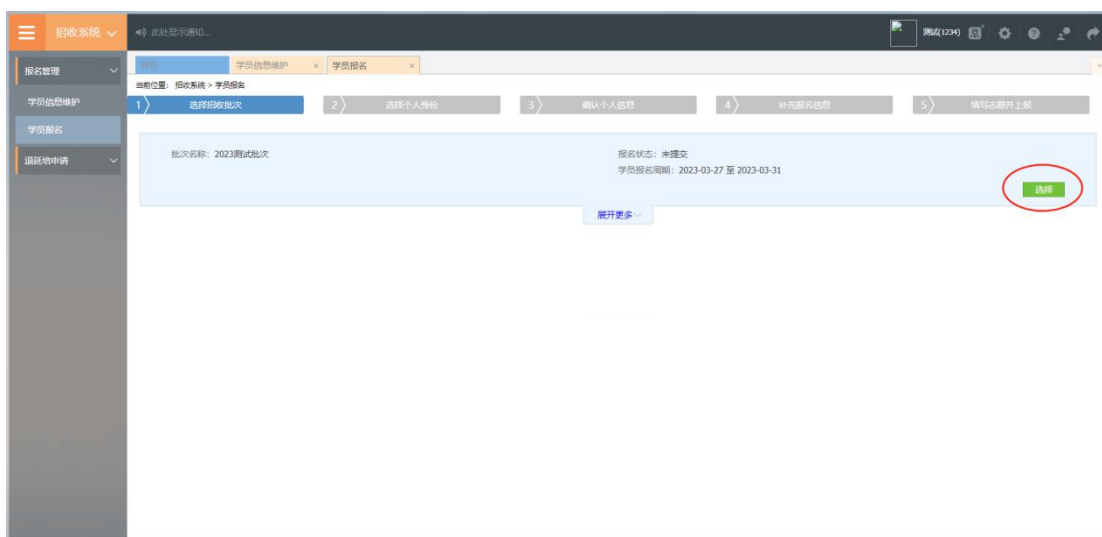 招收系统
此处显示通知...
测试(1234)
报名管理
学员信息维护
学员报名
退延培申请
首页
学员信息维护 ×
学员报名 ×
当前位置: 招收系统 > 学员报名
1 选择招收批次
2 选择个人身份
3 确认个人信息
4 补充报名信息
5 填写志愿并上报
批次名称: 2023测试批次
报名状态: 未提交
学员报名周期: 2023-03-27 至 2023-03-31
选择
展开更多